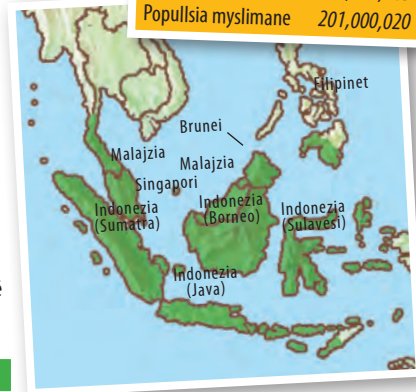 Popullsia myslimane 201,000,020
Filipinet
Brunei
Malajzia
Malajzia
Singapori
Indonezia
(Sumatra)
Indonezia
(Borneo)
Indonezia
(Sulavesi)
Indonezia
(Java)